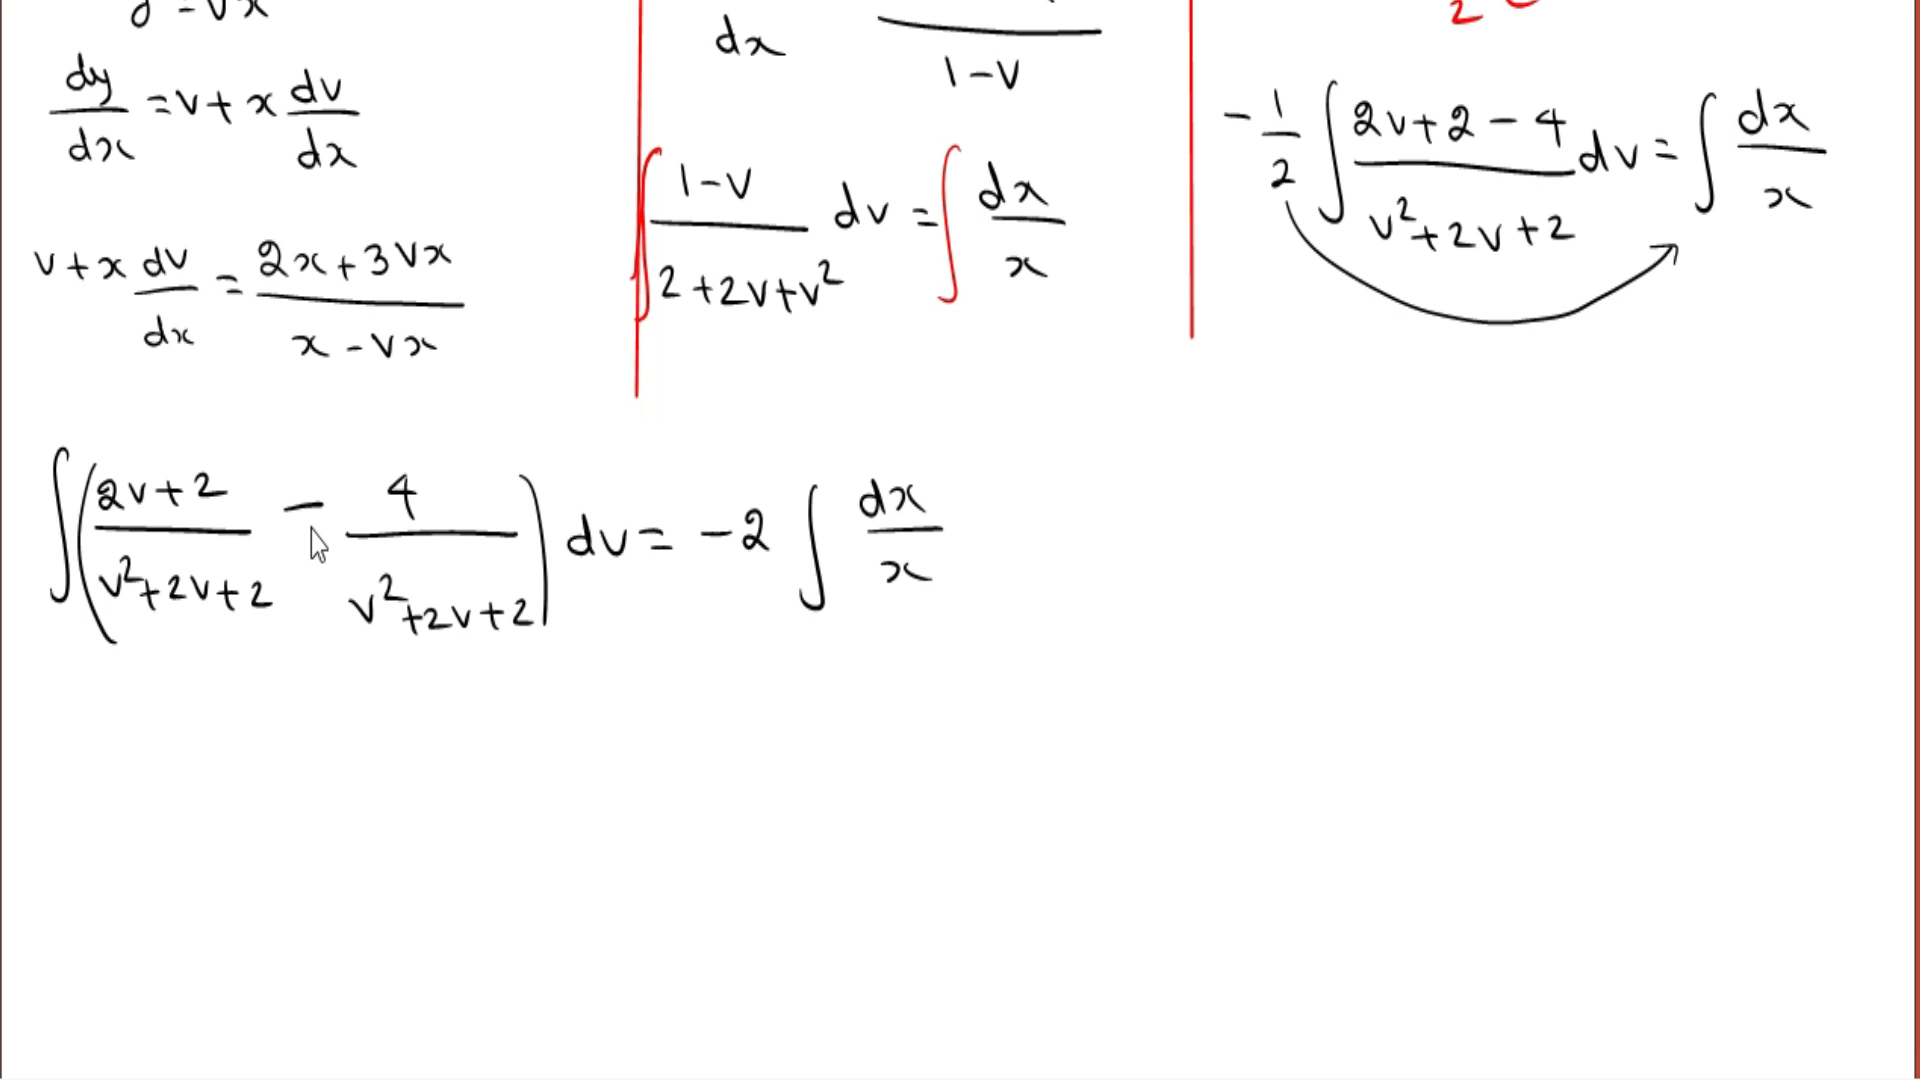 y = vx
dy/dx = v + x dv/dx
v + x dv/dx = (2x + 3vx)/(x - vx)
dx
1 - v
∫ (1 - v)/(2 + 2v + v²) dv = ∫ dx/x
2
-1/2 ∫ (2v + 2 - 4)/(v² + 2v + 2) dv = ∫ dx/x
∫ ((2v + 2)/(v² + 2v + 2) - 4/(v² + 2v + 2)) dv = -2 ∫ dx/x